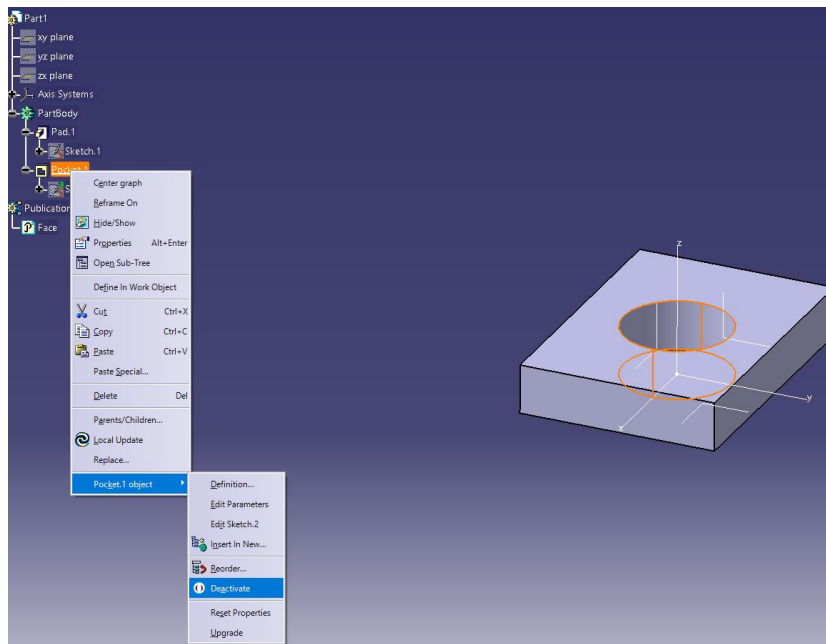 Part1
xy plane
yz plane
zx plane
Axis Systems
PartBody
Pad.1
Sketch.1
Pocket.1
S
Publication
Face
Center graph
Reframe On
Hide/Show
Properties Alt+Enter
Open Sub-Tree
Define In Work Object
Cut Ctrl+X
Copy Ctrl+C
Paste Ctrl+V
Paste Special...
Delete Del
Parents/Children...
Local Update
Replace...
Pocket.1 object
Definition...
Edit Parameters
Edit Sketch.2
Insert In New...
Reorder...
Deactivate
Reset Properties
Upgrade
z
y
x